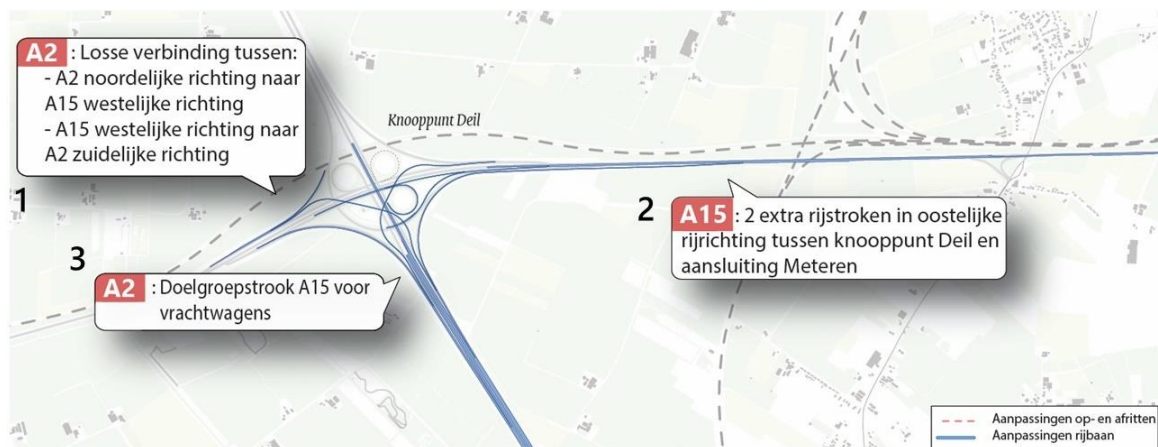 A2 : Losse verbinding tussen:
- A2 noordelijke richting naar
A15 westelijke richting
- A15 westelijke richting naar
A2 zuidelijke richting
1
Knooppunt Deil
2
A15 : 2 extra rijstroken in oostelijke
rijrichting tussen knooppunt Deil en
aansluiting Meteren
3
A2 : Doelgroepstrook A15 voor
vrachtwagens
Aanpassingen op- en afritten
Aanpassingen rijbaan